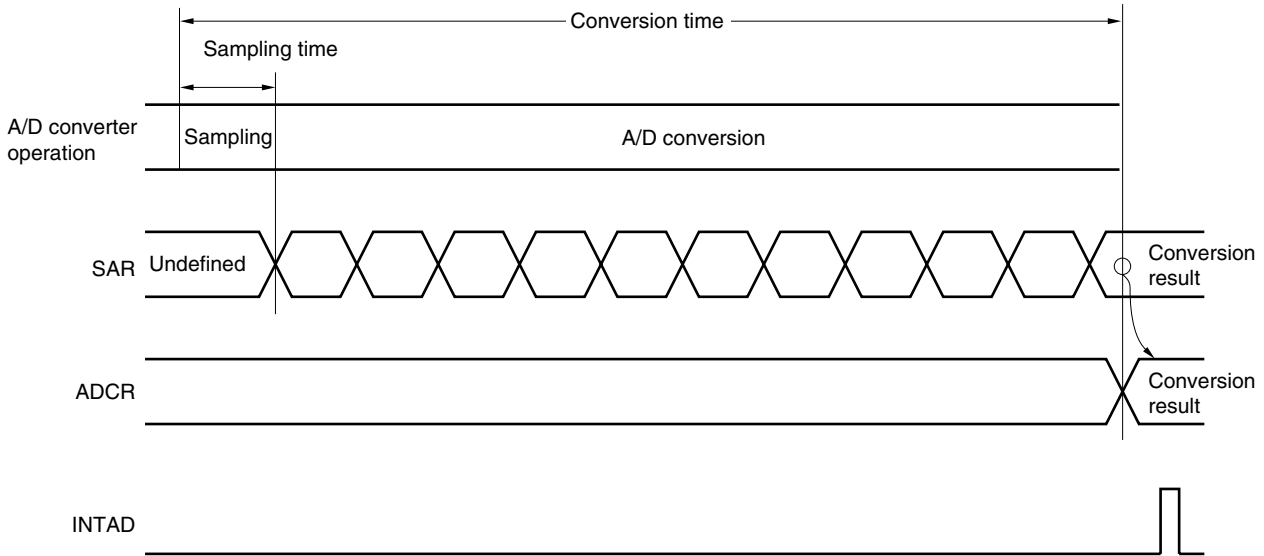 Conversion time
Sampling time
A/D converter
operation
Sampling
A/D conversion
SAR
Undefined
Conversion
result
ADCR
Conversion
result
INTAD